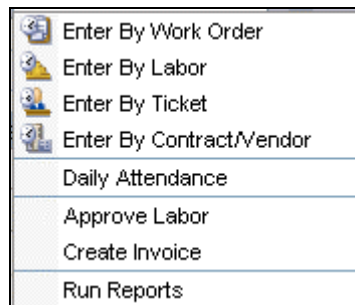 Enter By Work Order
Enter By Labor
Enter By Ticket
Enter By Contract/Vendor
Daily Attendance
Approve Labor
Create Invoice
Run Reports